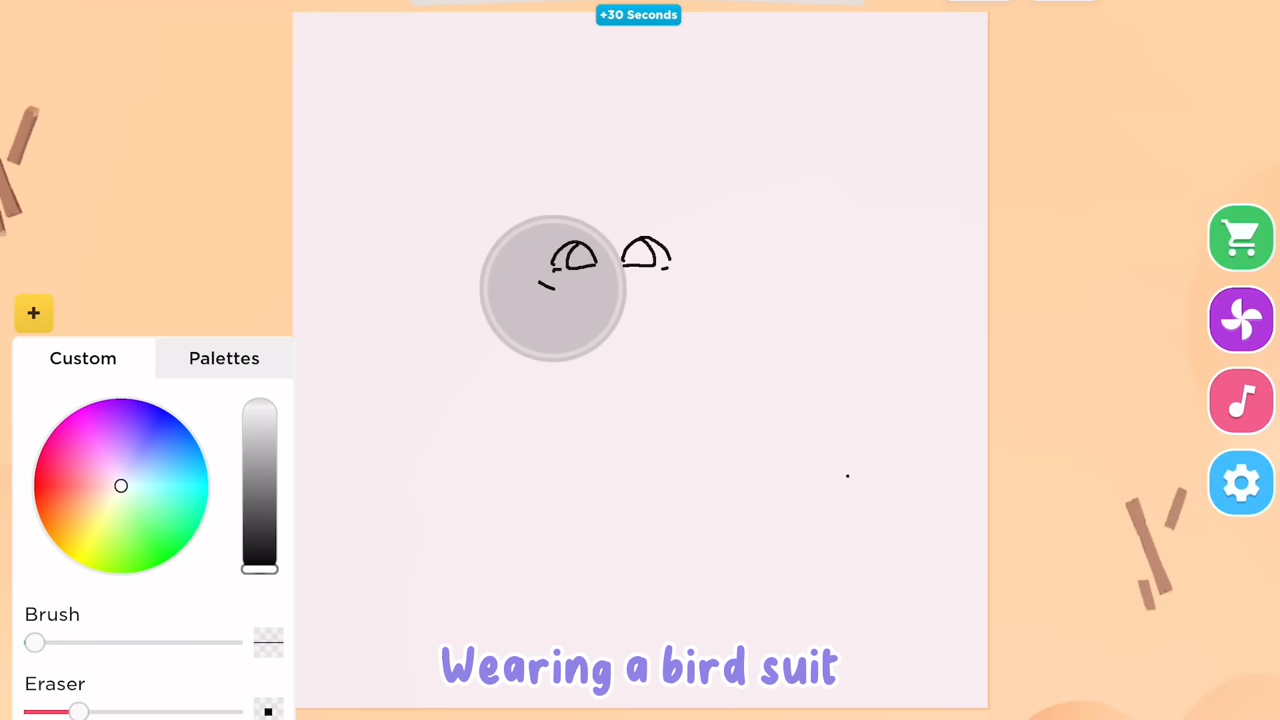 +30 Seconds
+
Custom
Palettes
Brush
Eraser
Wearing a bird suit